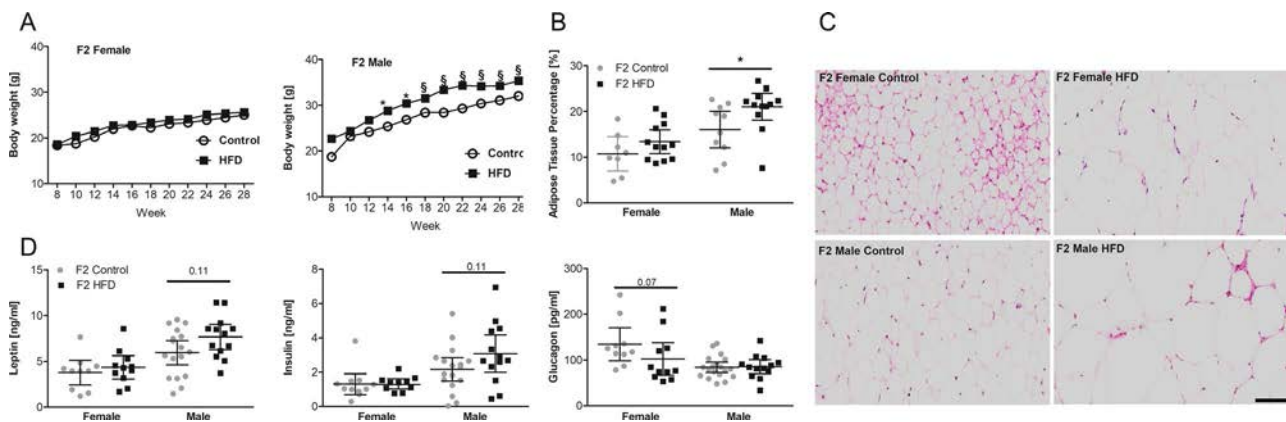 A
F2 Female
Body weight [g]
40
30
20
10
Control
HFD
8 10 12 14 16 18 20 22 24 26 28
Week
F2 Male
Body weight [g]
40
30
20
10
* * § § § § § §
Contro
HFD
8 10 12 14 16 18 20 22 24 26 28
Week
B
Adipose Tissue Percentage [%]
30
20
10
0
F2 Control
F2 HFD
*
Female Male
C
F2 Female Control
F2 Female HFD
F2 Male Control
F2 Male HFD
D
Leptin [ng/ml]
15
10
5
0
F2 Control
F2 HFD
0.11
Female Male
Insulin [ng/ml]
8
6
4
2
0
0.11
Female Male
Glucagon [pg/ml]
300
200
100
0
0.07
Female Male